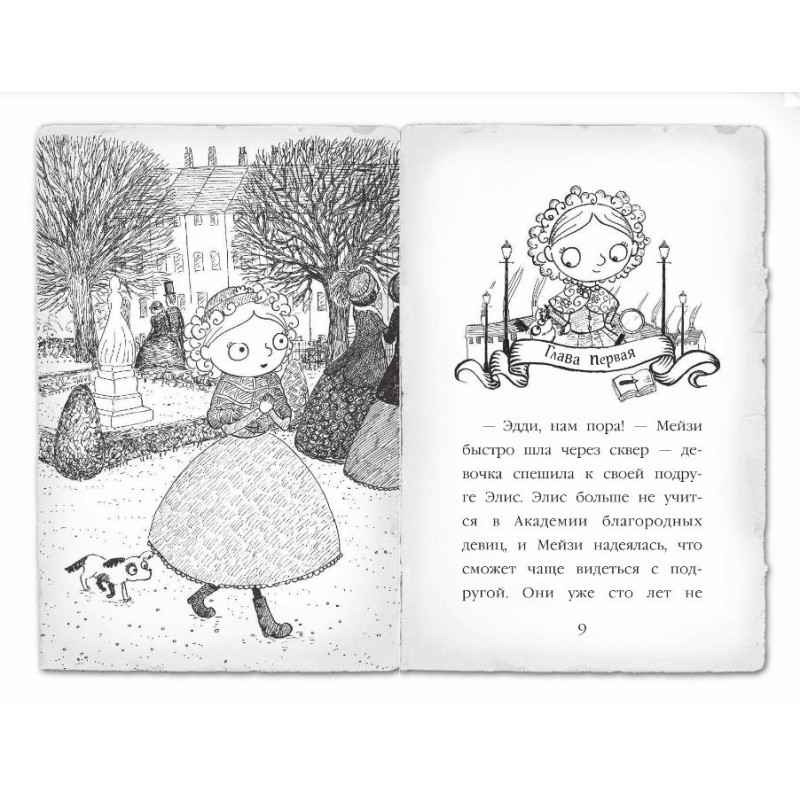 Глава Первая
— Эдди, нам пора! — Мейзи
быстро шла через сквер — де-
вочка спешила к своей подру-
ге Элис. Элис больше не учит-
ся в Академии благородных
девиц, и Мейзи надеялась, что
сможет чаще видеться с под-
ругой. Они уже сто лет не
9